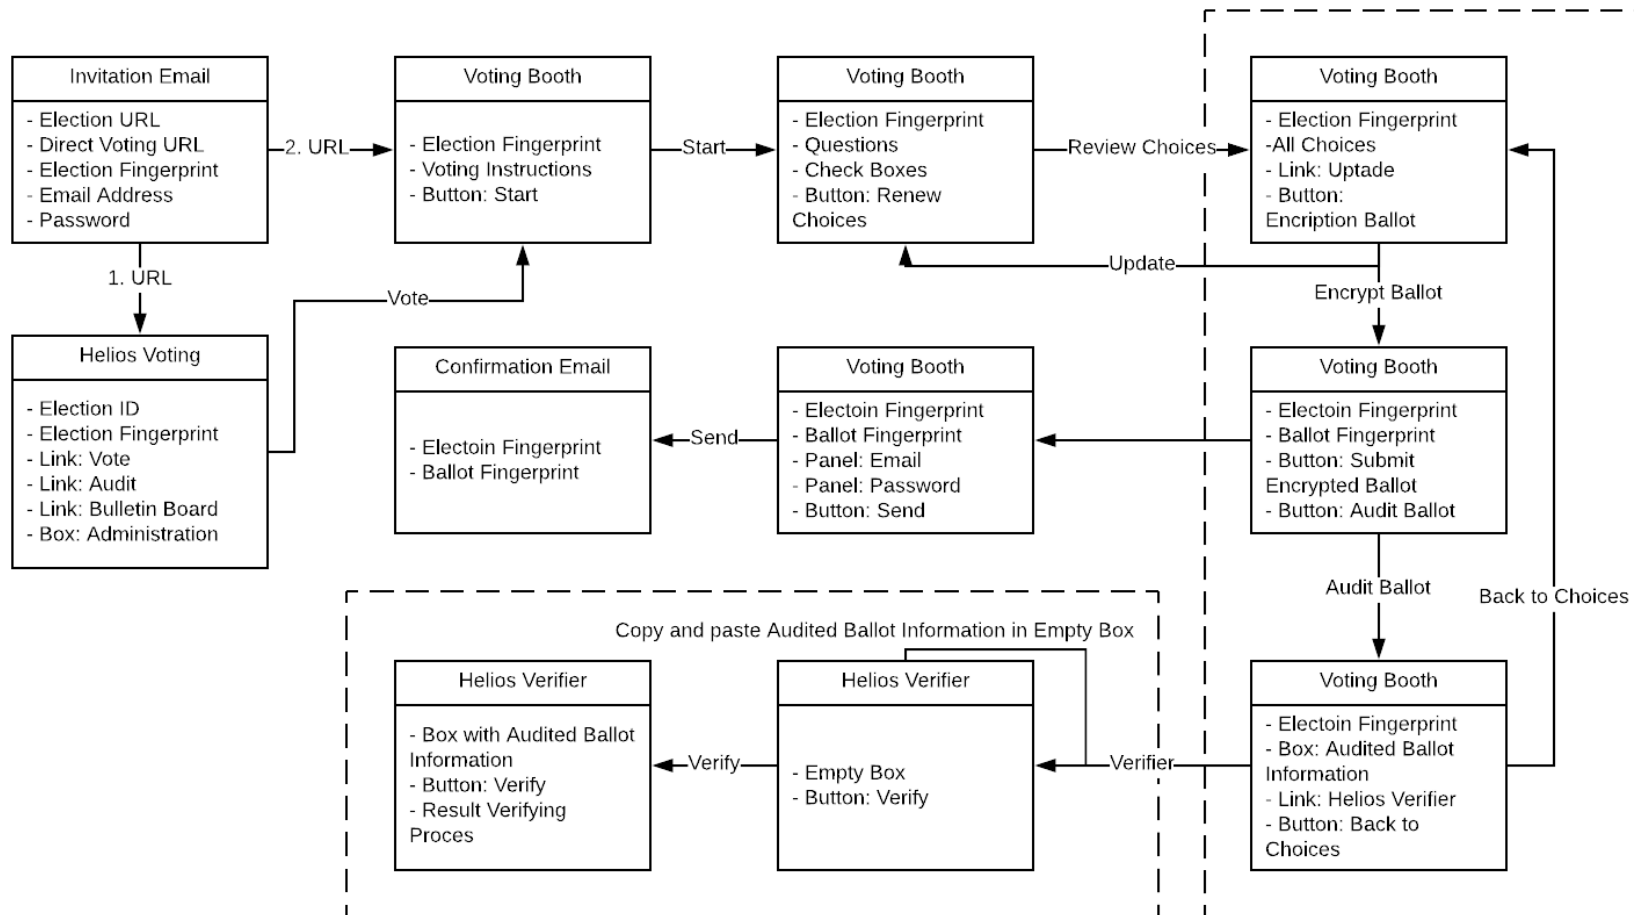 Invitation Email
- Election URL
- Direct Voting URL
- Election Fingerprint
- Email Address
- Password
2. URL
Voting Booth
- Election Fingerprint
- Voting Instructions
- Button: Start
Start
Voting Booth
- Election Fingerprint
- Questions
- Check Boxes
- Button: Renew
Choices
Review Choices
Voting Booth
- Election Fingerprint
-All Choices
- Link: Uptade
- Button:
Encription Ballot
1. URL
Vote
Update
Encrypt Ballot
Helios Voting
- Election ID
- Election Fingerprint
- Link: Vote
- Link: Audit
- Link: Bulletin Board
- Box: Administration
Confirmation Email
- Electoin Fingerprint
- Ballot Fingerprint
Send
Voting Booth
- Electoin Fingerprint
- Ballot Fingerprint
- Panel: Email
- Panel: Password
- Button: Send
Voting Booth
- Electoin Fingerprint
- Ballot Fingerprint
- Button: Submit
Encrypted Ballot
- Button: Audit Ballot
Audit Ballot
Back to Choices
Copy and paste Audited Ballot Information in Empty Box
Helios Verifier
- Box with Audited Ballot
Information
- Button: Verify
- Result Verifying
Proces
Verify
Helios Verifier
- Empty Box
- Button: Verify
Verifier
Voting Booth
- Electoin Fingerprint
- Box: Audited Ballot
Information
- Link: Helios Verifier
- Button: Back to
Choices